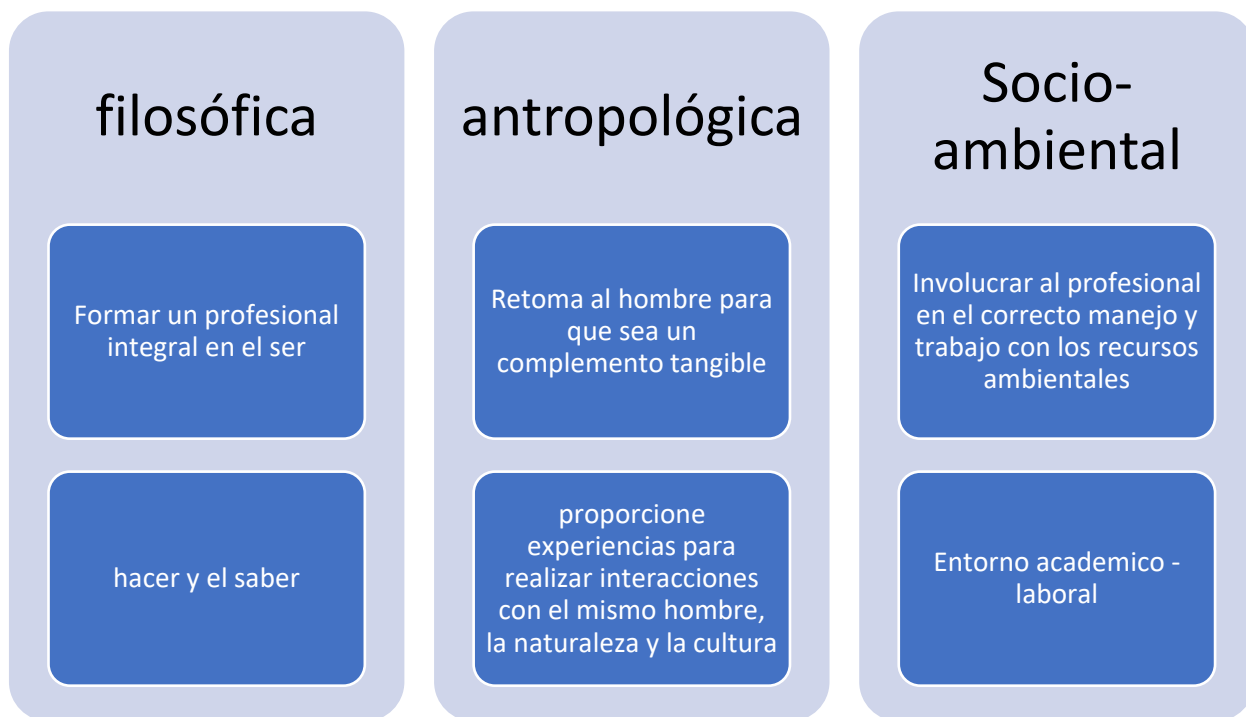 filosófica
Formar un profesional
integral en el ser
hacer y el saber
antropológica
Retoma al hombre para
que sea un
complemento tangible
proporcione
experiencias para
realizar interacciones
con el mismo hombre,
la naturaleza y la cultura
Socio-
ambiental
Involucrar al profesional
en el correcto manejo y
trabajo con los recursos
ambientales
Entorno academico -
laboral